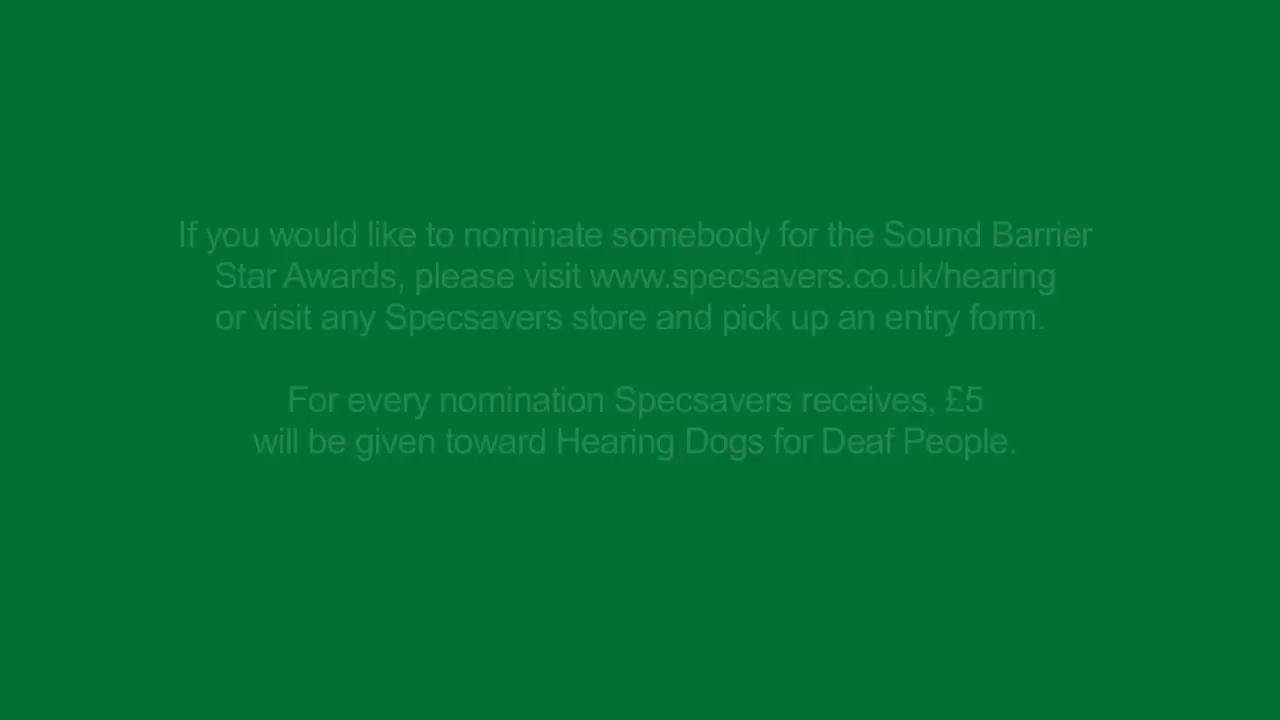 If you would like to nominate somebody for the Sound Barrier
Star Awards, please visit www.specsavers.co.uk/hearing
or visit any Specsavers store and pick up an entry form.
For every nomination Specsavers receives, £5
will be given toward Hearing Dogs for Deaf People.